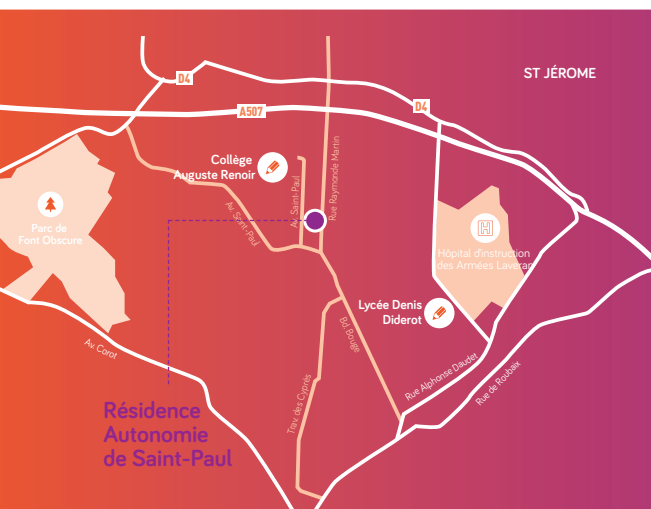 D4
ST JÉROME
A507
D4
Collège
Auguste Renoir
Rue Raymonde Martin
Av. Saint-Paul
Av. Saint-Paul
Parc de
Font Obscure
H
Hôpital d'instruction
des Armées Laveran
Lycée Denis
Diderot
Bd Bouge
Av. Corot
Trav. des Cyprès
Rue Alphonse Daudet
Rue de Roubaix
Résidence
Autonomie
de Saint-Paul